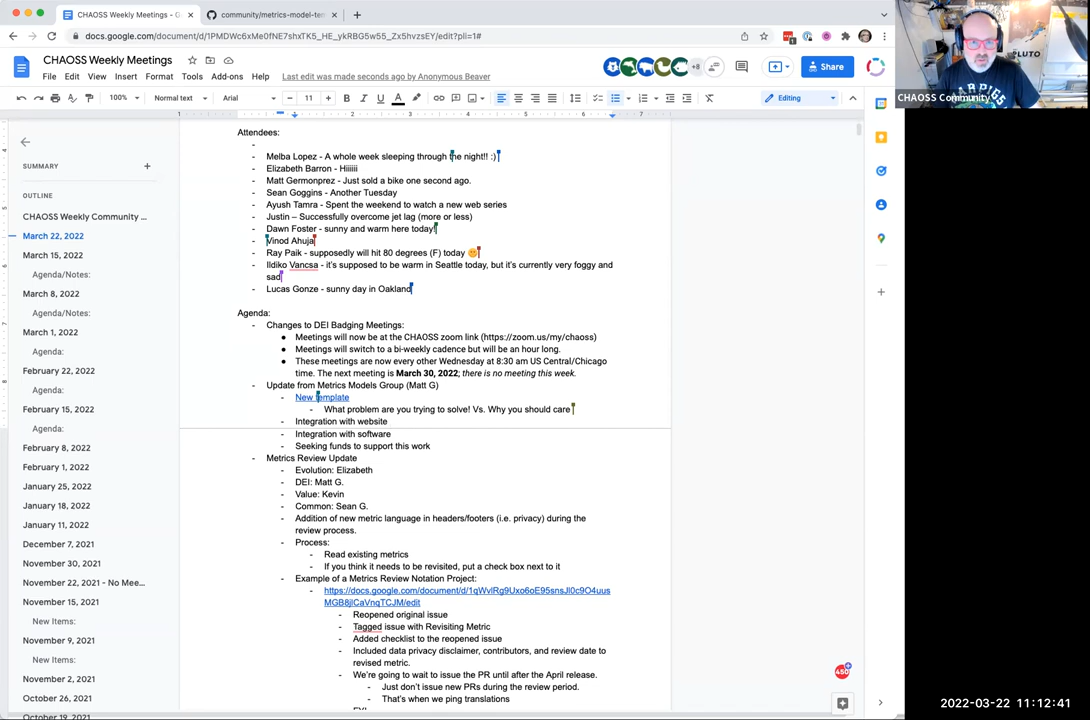 CHAOSS Weekly Meetings - G
community/metrics-model-tem
docs.google.com/document/d/1PMDWc6xMe0fNE7shxTK5_HE_ykRBG5w55_Zx5hvzsEY/edit?pli=1#
CHAOSS Weekly Meetings
File Edit View Insert Format Tools Add-ons Help Last edit was made seconds ago by Anonymous Beaver
+8
Share
100% Normal text Arial 11 B I U A Editing
1 1 2 3 4 5 6 7
SUMMARY
OUTLINE
CHAOSS Weekly Community ...
March 22, 2022
March 15, 2022
Agenda/Notes:
March 8, 2022
Agenda/Notes:
March 1, 2022
Agenda:
February 22, 2022
Agenda:
February 15, 2022
Agenda:
February 8, 2022
February 1, 2022
January 25, 2022
January 18, 2022
January 11, 2022
December 7, 2021
November 30, 2021
November 22, 2021 - No Mee...
November 15, 2021
New Items:
November 9, 2021
New Items:
November 2, 2021
October 26, 2021
October 19, 2021
Attendees:
-
- Melba Lopez - A whole week sleeping through the night!! :)
- Elizabeth Barron - Hiiiiii
- Matt Germonprez - Just sold a bike one second ago.
- Sean Goggins - Another Tuesday
- Ayush Tamra - Spent the weekend to watch a new web series
- Justin – Successfully overcome jet lag (more or less)
- Dawn Foster - sunny and warm here today!
- Vinod Ahuja
- Ray Paik - supposedly will hit 80 degrees (F) today
- Ildiko Vancsa - it's supposed to be warm in Seattle today, but it's currently very foggy and
sad
- Lucas Gonze - sunny day in Oakland
Agenda:
- Changes to DEI Badging Meetings:
● Meetings will now be at the CHAOSS zoom link (https://zoom.us/my/chaoss)
● Meetings will switch to a bi-weekly cadence but will be an hour long.
● These meetings are now every other Wednesday at 8:30 am US Central/Chicago
time. The next meeting is March 30, 2022; there is no meeting this week.
- Update from Metrics Models Group (Matt G)
- New template
- What problem are you trying to solve! Vs. Why you should care
- Integration with website
- Integration with software
- Seeking funds to support this work
- Metrics Review Update
- Evolution: Elizabeth
- DEI: Matt G.
- Value: Kevin
- Common: Sean G.
- Addition of new metric language in headers/footers (i.e. privacy) during the
review process.
- Process:
- Read existing metrics
- If you think it needs to be revisited, put a check box next to it
- Example of a Metrics Review Notation Project:
- https://docs.google.com/document/d/1qWvlRg9Uxo6oE95snsJl0c9O4uus
MGB8jlCaVnqTCJM/edit
- Reopened original issue
- Tagged issue with Revisiting Metric
- Added checklist to the reopened issue
- Included data privacy disclaimer, contributors, and review date to
revised metric.
- We're going to wait to issue the PR until after the April release.
- Just don't issue new PRs during the review period.
- That's when we ping translations
PLUTO
CHAOSS Community
2022-03-22 11:12:41